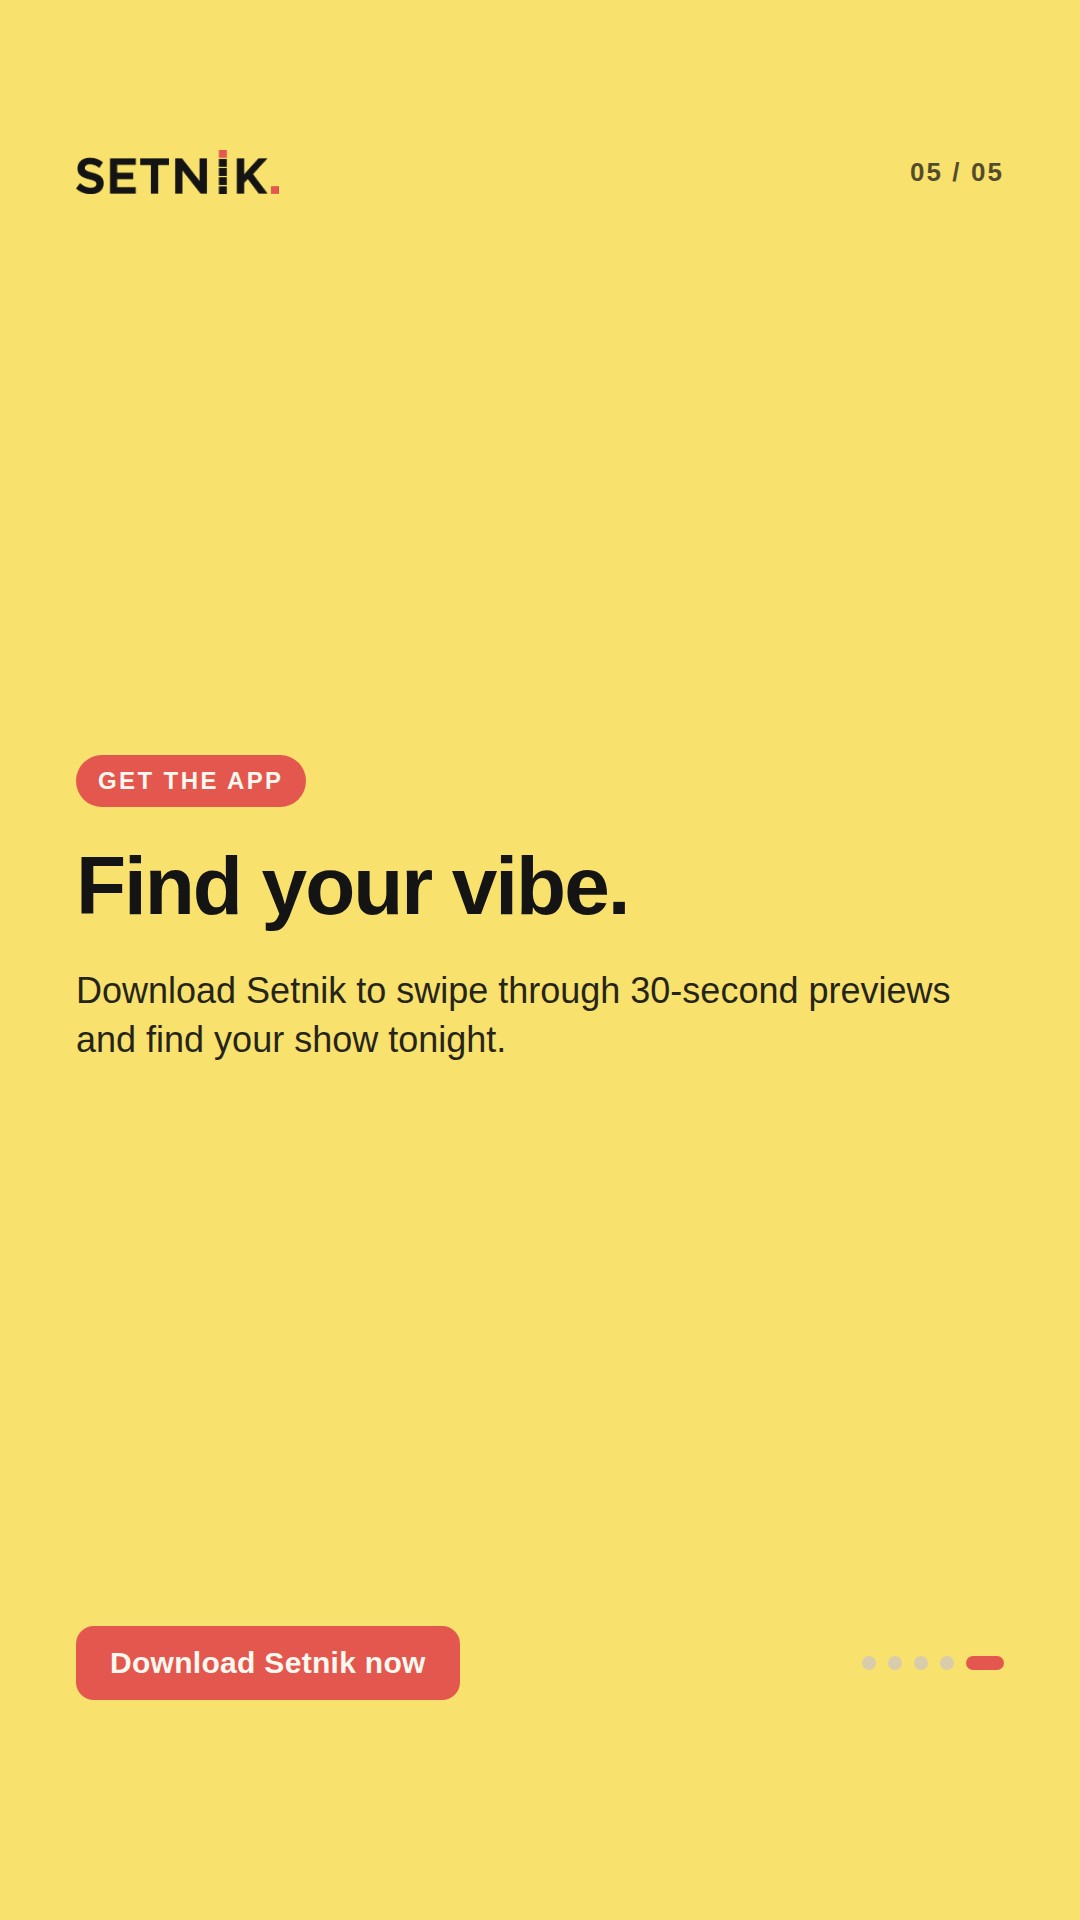 SETNIK.
05 / 05
GET THE APP
Find your vibe.
Download Setnik to swipe through 30-second previews
and find your show tonight.
Download Setnik now